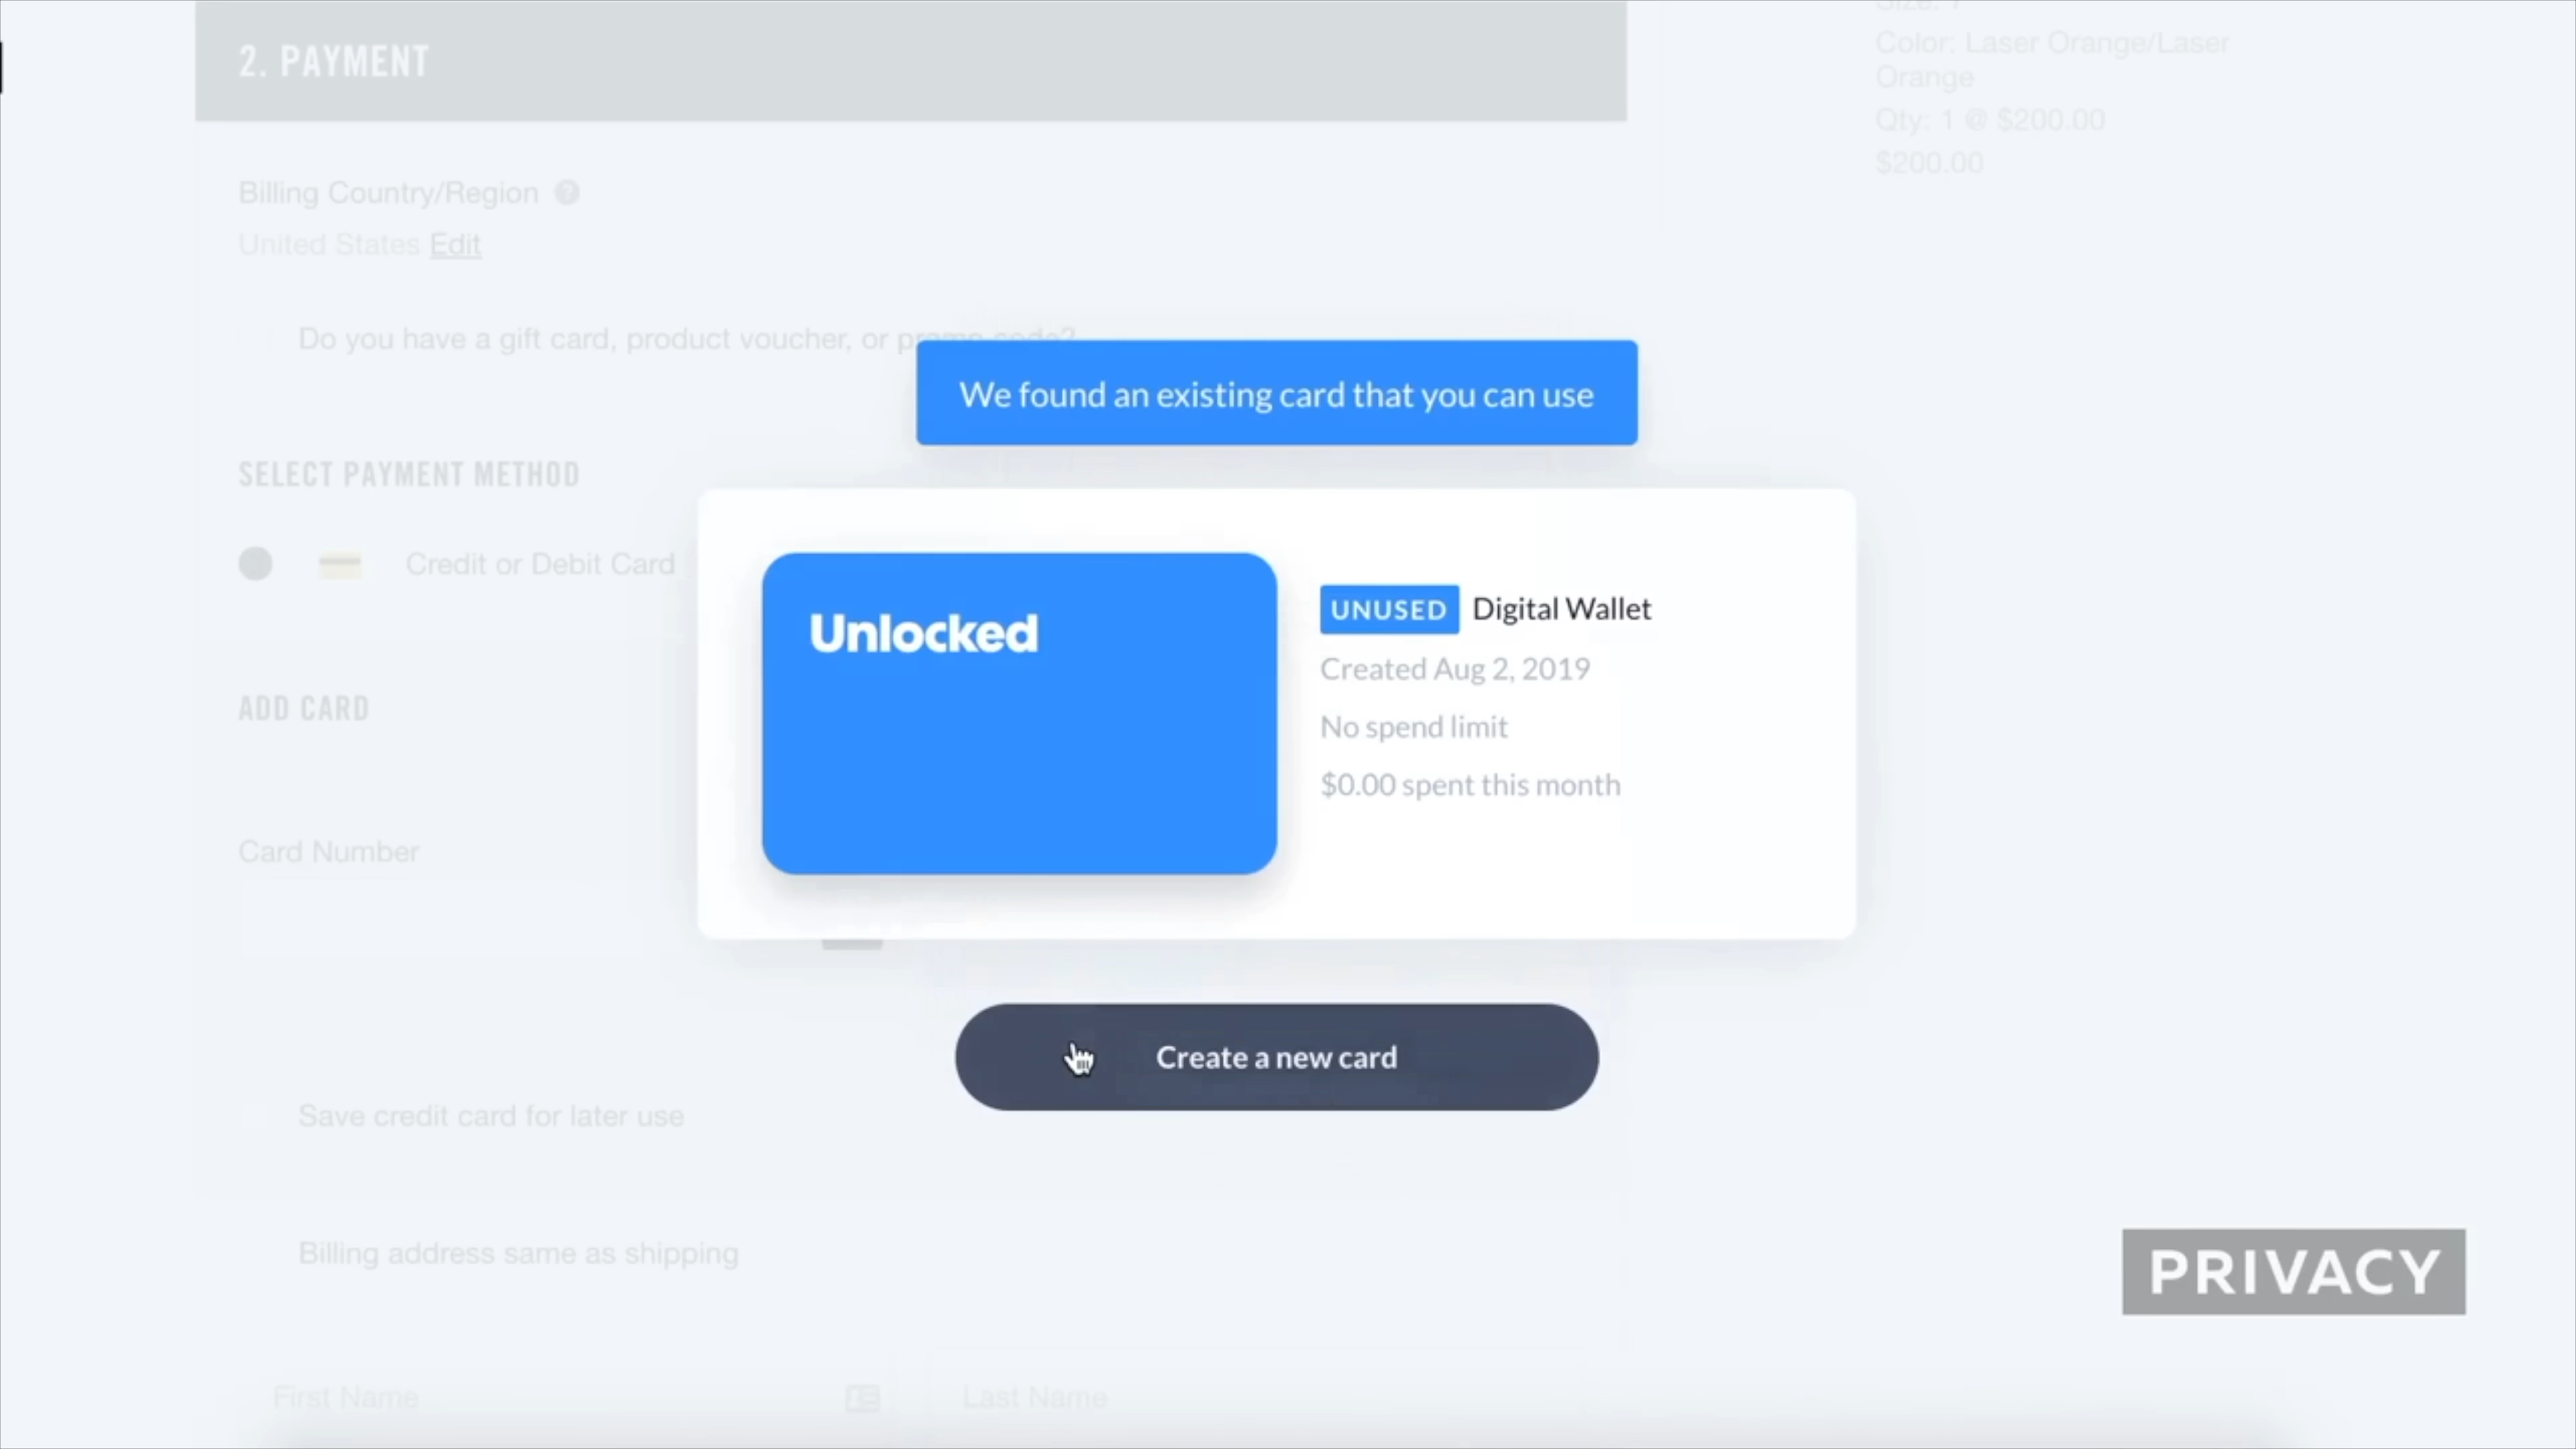 2. PAYMENT
Color: Laser Orange/Laser
Orange
Qty: 1 @ $200.00
$200.00
Billing Country/Region ?
United States Edit
Do you have a gift card, product voucher, or promo code?
We found an existing card that you can use
SELECT PAYMENT METHOD
Credit or Debit Card
Unlocked
UNUSED Digital Wallet
Created Aug 2, 2019
No spend limit
$0.00 spent this month
ADD CARD
Card Number
Create a new card
Save credit card for later use
Billing address same as shipping
PRIVACY
First Name
Last Name